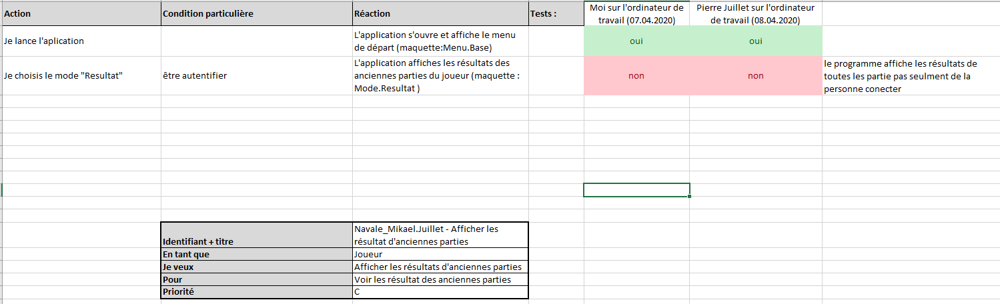 Action
Condition particulière
Réaction
Tests :
Moi sur l'ordinateur de
travail (07.04.2020)
Pierre Juillet sur l'ordinateur
de travail (08.04.2020)
Je lance l'aplication
L'application s'ouvre et affiche le menu
de départ (maquette:Menu.Base)
oui
oui
Je choisis le mode "Resultat"
être autentifier
L'application affiches les résultats des
anciennes parties du joueur (maquette :
Mode.Resultat )
non
non
le programme affiche les résultats de
toutes les partie pas seulment de la
personne conecter
Identifiant + titre
Navale_Mikael.Juillet - Afficher les
résultat d'anciennes parties
En tant que
Joueur
Je veux
Afficher les résultats d'anciennes parties
Pour
Voir les résultat des anciennes parties
Priorité
C